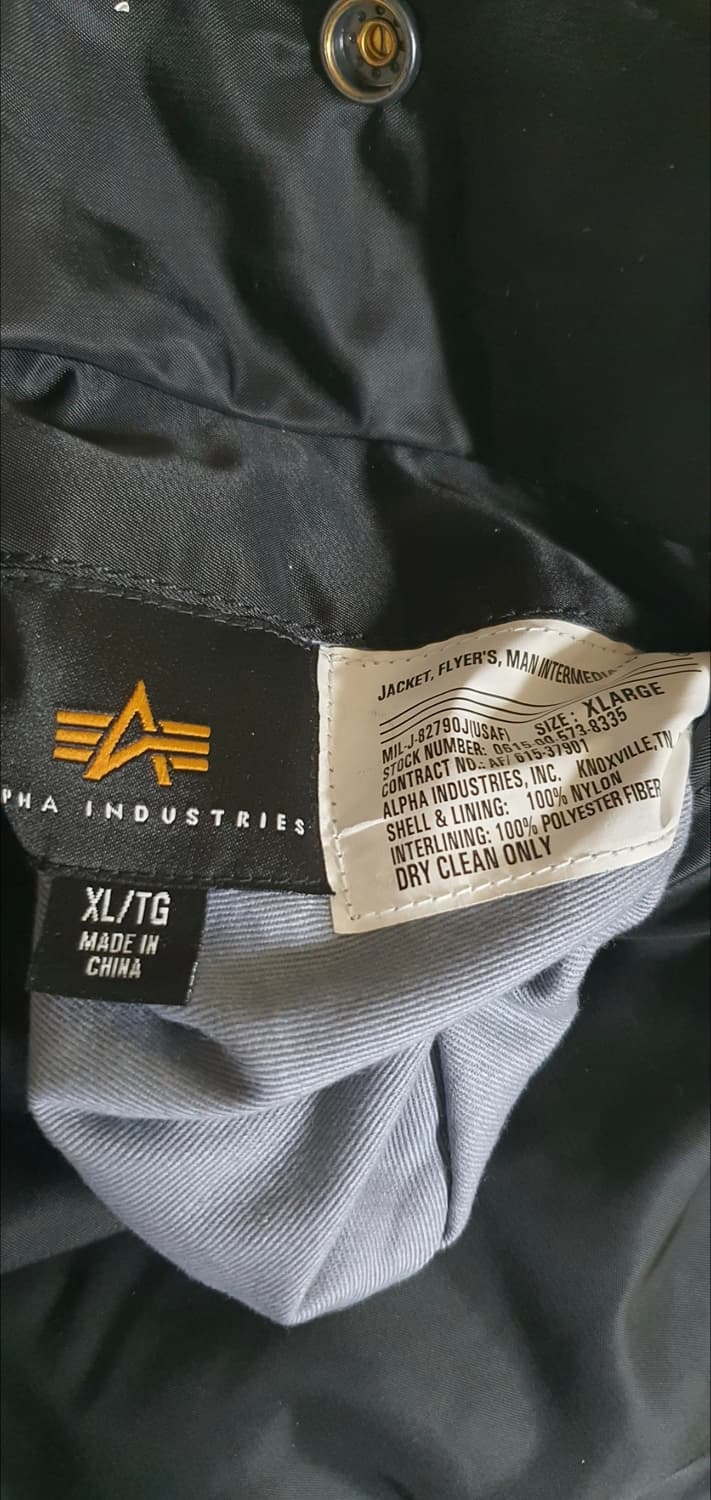 PHA INDUSTRIES
XL/TG
MADE IN
CHINA
JACKET, FLYER'S, MAN INTERMEDIA
MIL-J-82790J(USAF) SIZE: XLARGE
STOCK NUMBER: 0615-00-573-8335
CONTRACT NO.: AF/ 615-37901
ALPHA INDUSTRIES, INC. KNOXVILLE,TN
SHELL & LINING: 100% NYLON
INTERLINING: 100% POLYESTER FIBER
DRY CLEAN ONLY